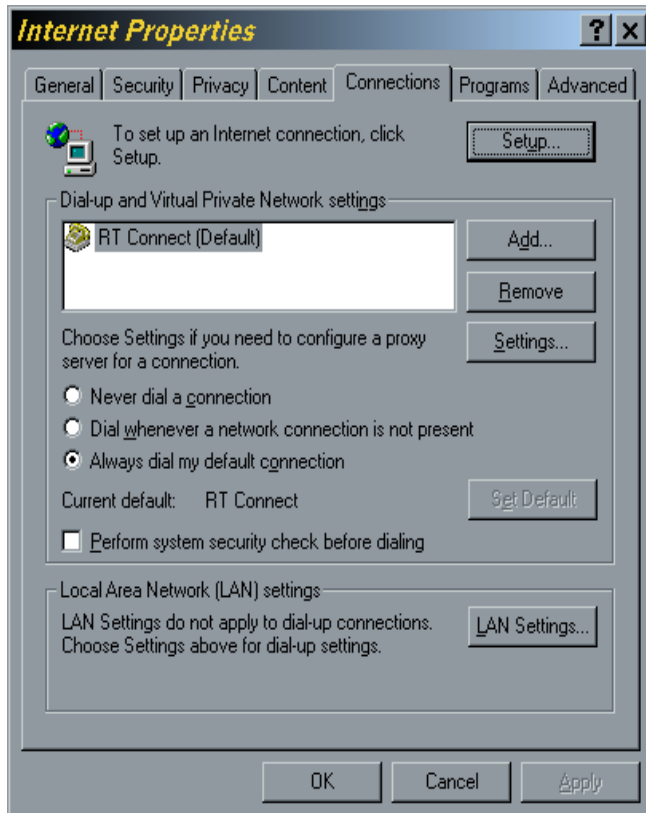 Internet Properties
? x
General Security Privacy Content Connections Programs Advanced
To set up an Internet connection, click
Setup.
Setup...
Dial-up and Virtual Private Network settings
RT Connect (Default)
Add...
Remove
Choose Settings if you need to configure a proxy
server for a connection.
Settings...
Never dial a connection
Dial whenever a network connection is not present
Always dial my default connection
Current default: RT Connect
Set Default
Perform system security check before dialing
Local Area Network (LAN) settings
LAN Settings do not apply to dial-up connections.
Choose Settings above for dial-up settings.
LAN Settings...
OK Cancel Apply